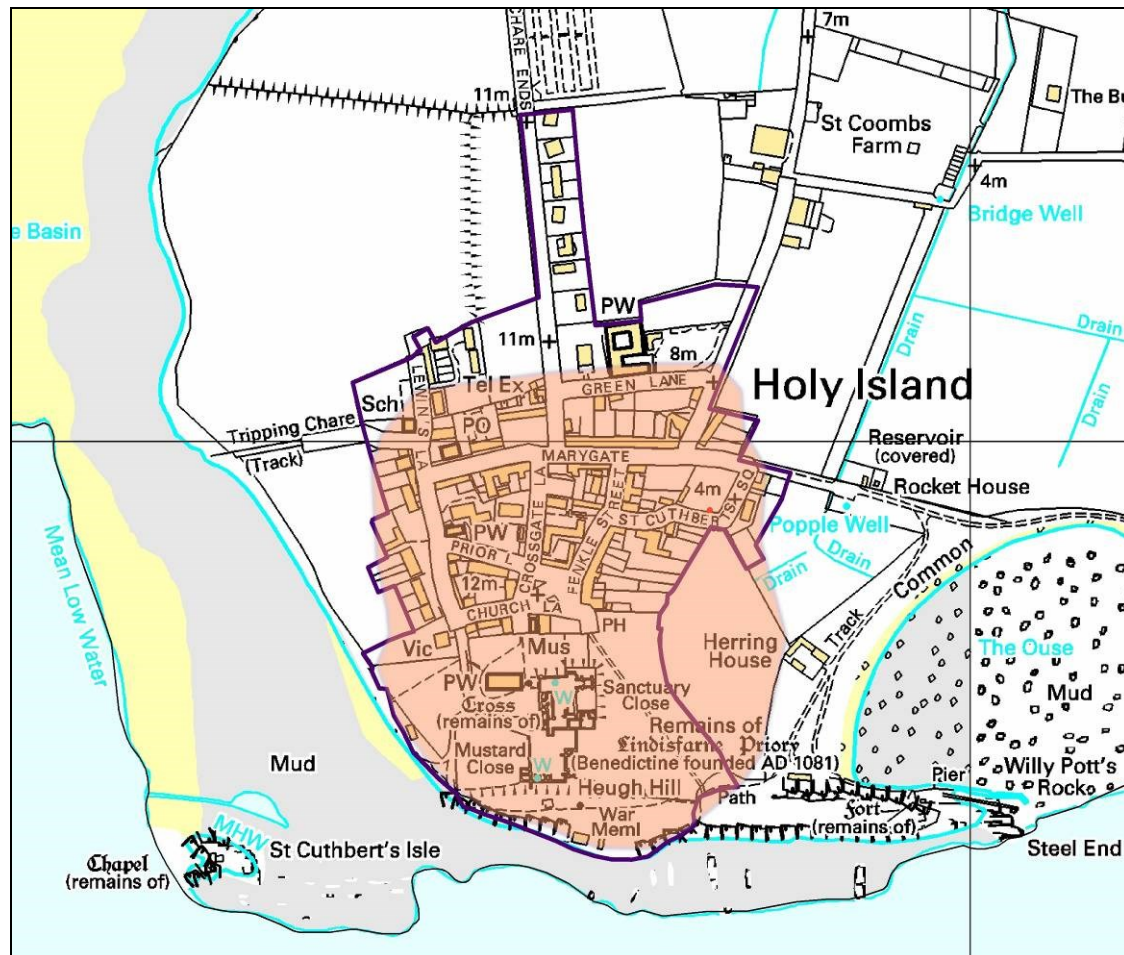 CHARE ENDS
7m
11m
The Bu
St Coombs
Farm
4m
Bridge Well
e Basin
PW
11m
8m
Drain
Drain
Drain
Tel Ex
GREEN LANE
Holy Island
LEWIN'S LA
Sch
PO
Tripping Chare
(Track)
MARYGATE
Reservoir
(covered)
Rocket House
4m
CROSSGATE LA
FENKLE STREET
ST CUTHBER
SX SQ
Popple Well
PW
PRIOR L
Drain
Drain
Mean Low Water
12m
CHURCH LA
Common
Track
PH
The Ouse
Vic
Mus
Herring
House
PW
W
Sanctuary
Close
Mud
Cross
(remains of)
Remains of
Lindisfarne Priory
(Benedictine founded AD 1081)
Mud
Mustard
Close
W
Heugh Hill
Path
Pier
Willy Pott's
Rock
War
Meml
Fort
(remains of)
MHW
St Cuthbert's Isle
Steel End
Chapel
(remains of)